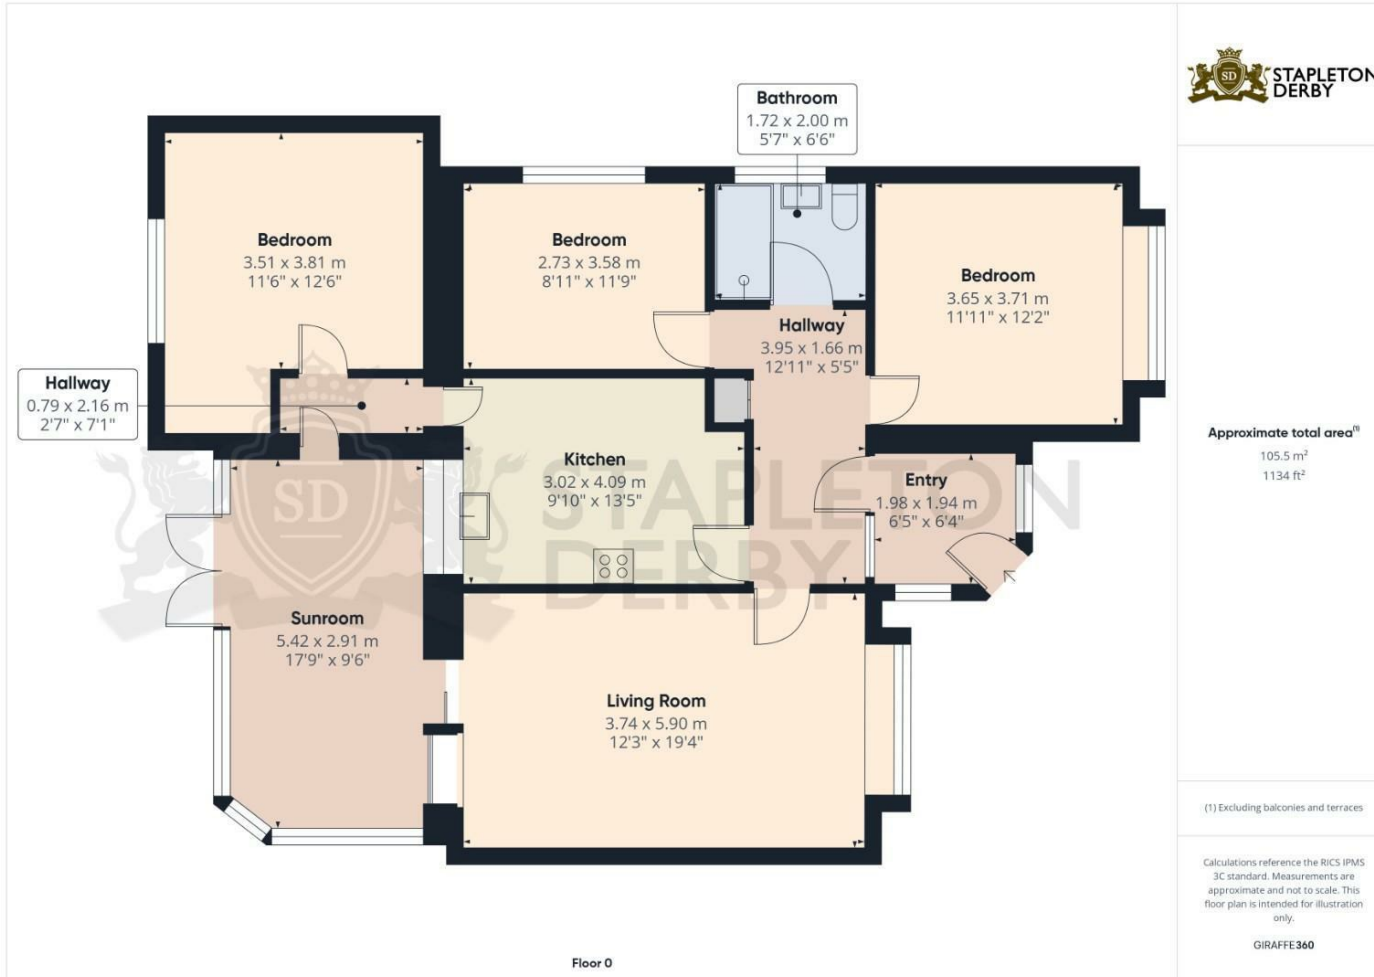 Bathroom
1.72 x 2.00 m
5'7" x 6'6"
Bedroom
3.51 x 3.81 m
11'6" x 12'6"
Bedroom
2.73 x 3.58 m
8'11" x 11'9"
Bedroom
3.65 x 3.71 m
11'11" x 12'2"
Hallway
3.95 x 1.66 m
12'11" x 5'5"
Hallway
0.79 x 2.16 m
2'7" x 7'1"
Kitchen
3.02 x 4.09 m
9'10" x 13'5"
Entry
1.98 x 1.94 m
6'5" x 6'4"
Sunroom
5.42 x 2.91 m
17'9" x 9'6"
Living Room
3.74 x 5.90 m
12'3" x 19'4"
SD
STAPLETON
DERBY
Floor 0
SD
STAPLETON
DERBY
Approximate total area⁽¹⁾
105.5 m²
1134 ft²
(1) Excluding balconies and terraces
Calculations reference the RICS IPMS
3C standard. Measurements are
approximate and not to scale. This
floor plan is intended for illustration
only.
GIRAFFE360